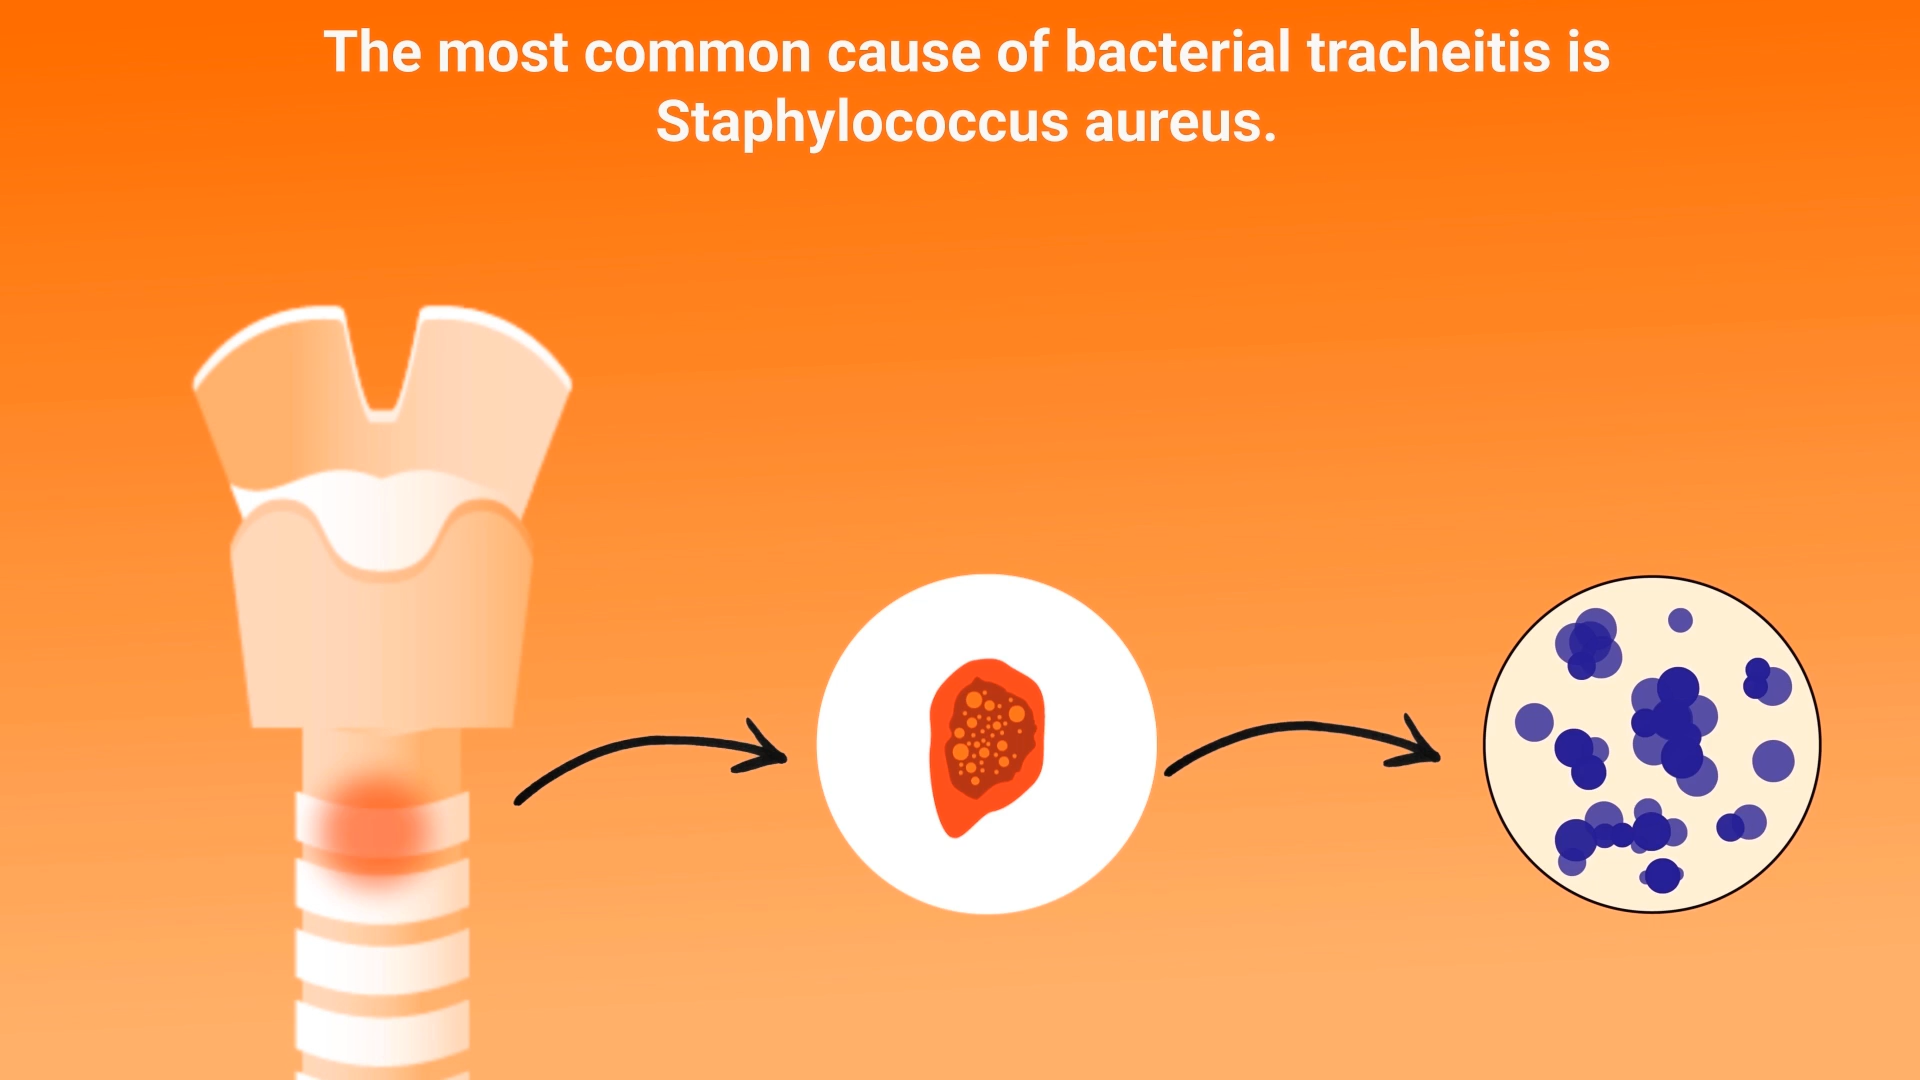 The most common cause of bacterial tracheitis is
Staphylococcus aureus.